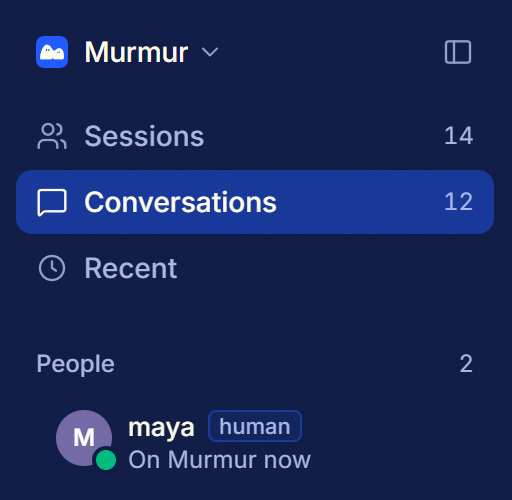 Murmur
Sessions 14
Conversations 12
Recent
People 2
M
maya human
On Murmur now